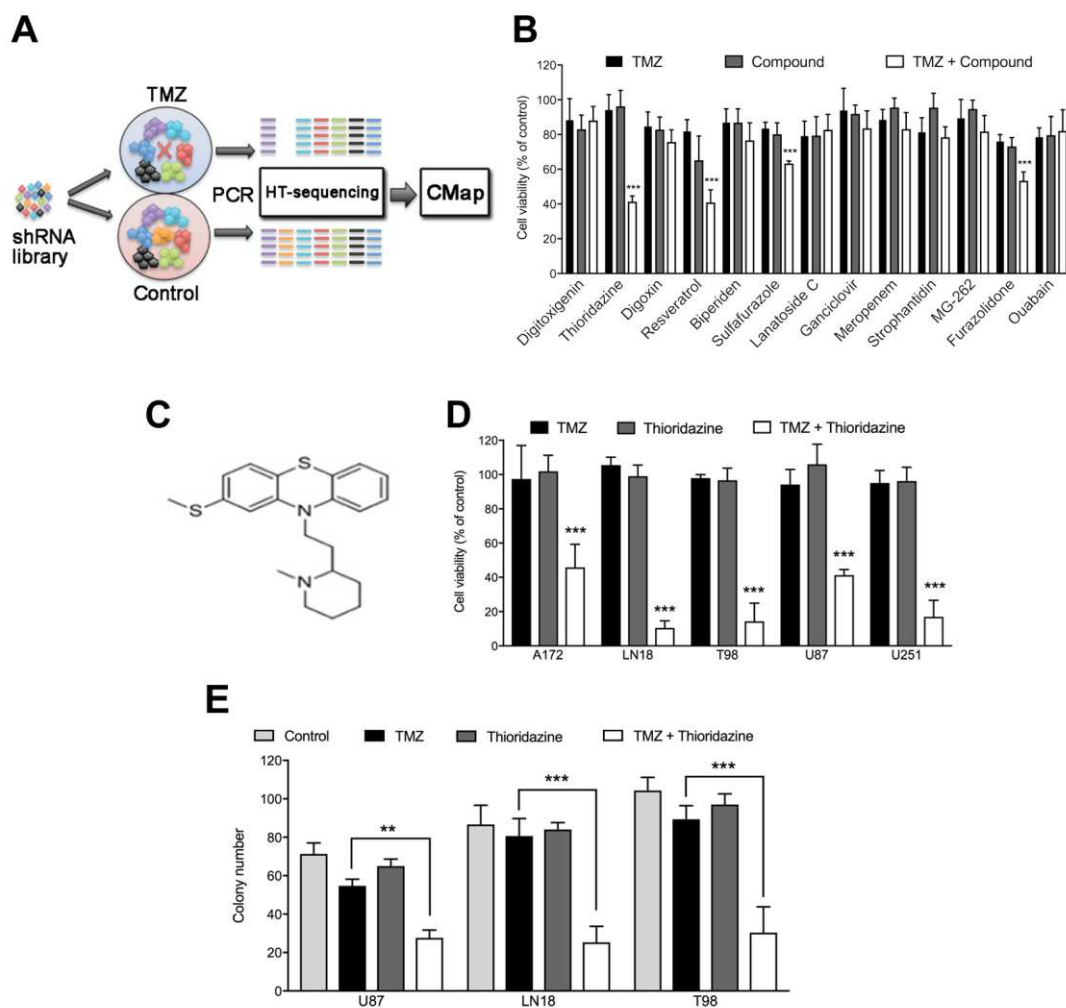 A
TMZ
shRNA
library
PCR
HT-sequencing
CMap
Control
B
TMZ
Compound
TMZ + Compound
Cell viability (% of control)
120
100
80
60
40
20
0
***
***
***
***
Digitoxigenin
Thioridazine
Digoxin
Resveratrol
Biperiden
Sulfafurazole
Lanatoside C
Ganciclovir
Meropenem
Strophantidin
MG-262
Furazolidone
Ouabain
C
S
S
N
N
D
TMZ
Thioridazine
TMZ + Thioridazine
Cell viability (% of control)
120
100
80
60
40
20
0
***
***
***
***
***
A172
LN18
T98
U87
U251
E
Control
TMZ
Thioridazine
TMZ + Thioridazine
Colony number
120
100
80
60
40
20
0
**
***
***
U87
LN18
T98